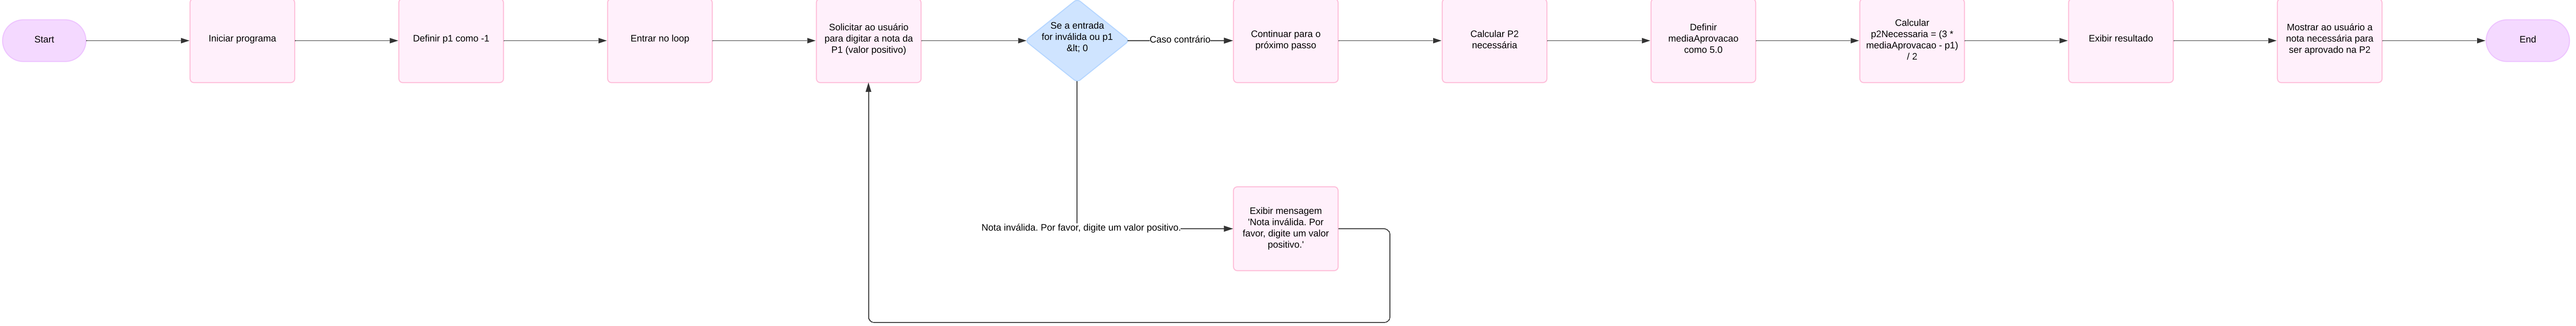 Start
Iniciar programa
Definir p1 como -1
Entrar no loop
Solicitar ao usuário
para digitar a nota da
P1 (valor positivo)
Se a entrada
for inválida ou p1
&lt; 0
Caso contrário
Continuar para o
próximo passo
Calcular P2
necessária
Definir
mediaAprovacao
como 5.0
Calcular
p2Necessaria = (3 *
mediaAprovacao - p1)
/ 2
Exibir resultado
Mostrar ao usuário a
nota necessária para
ser aprovado na P2
End
Nota inválida. Por favor, digite um valor positivo.
Exibir mensagem
'Nota inválida. Por
favor, digite um valor
positivo.'